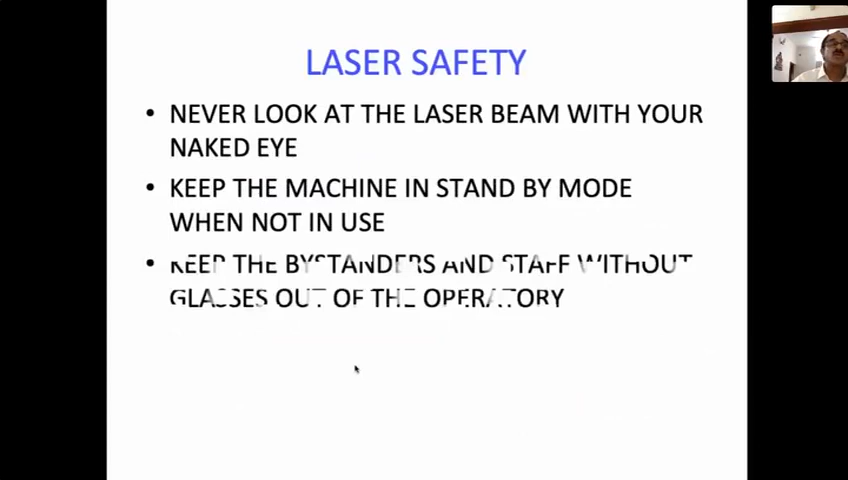 LASER SAFETY
• NEVER LOOK AT THE LASER BEAM WITH YOUR
NAKED EYE
• KEEP THE MACHINE IN STAND BY MODE
WHEN NOT IN USE
• KEEP THE BYSTANDERS AND STAFF WITHOUT
GLASSES OUT OF THE OPERATORY